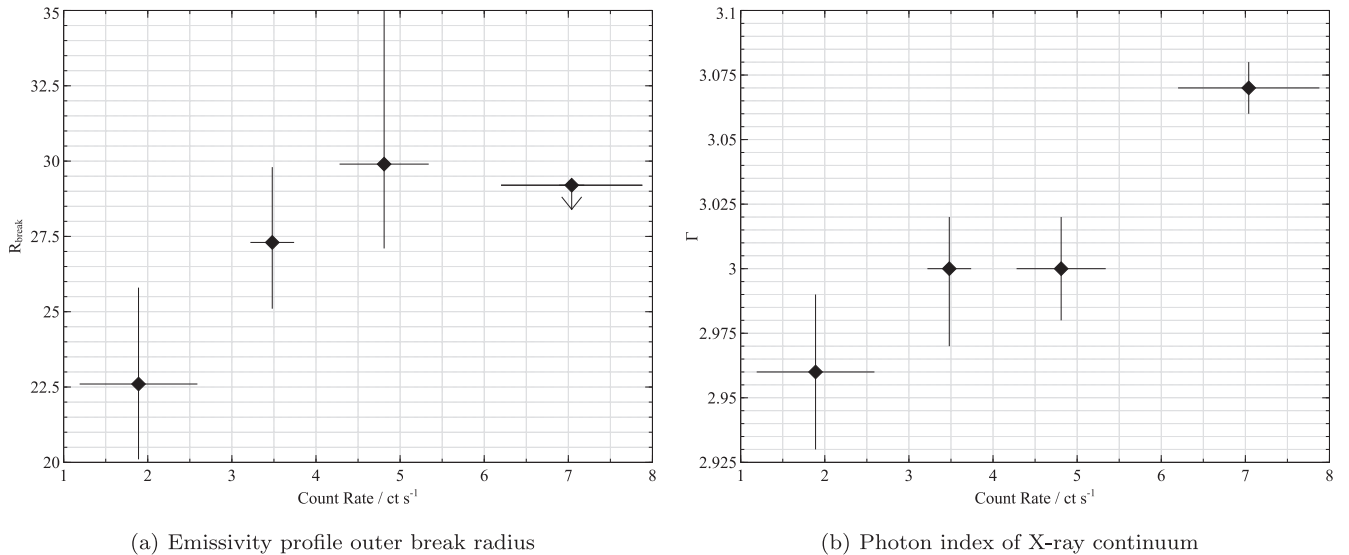 35
32.5
30
27.5
25
22.5
20
R_break
1 2 3 4 5 6 7 8
Count Rate / ct s⁻¹
(a) Emissivity profile outer break radius
3.1
3.075
3.05
3.025
3
2.975
2.95
2.925
Γ
1 2 3 4 5 6 7 8
Count Rate / ct s⁻¹
(b) Photon index of X-ray continuum